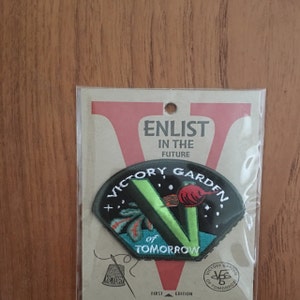 ENLIST
IN THE
FUTURE
VICTORY GARDEN
V
of
TOMORROW
FIRST EDITION